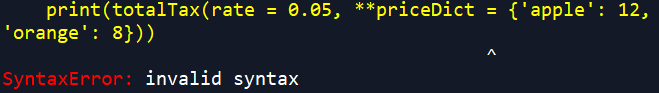 print(totalTax(rate = 0.05, **priceDict = {'apple': 12,
'orange': 8}))
^
SyntaxError: invalid syntax